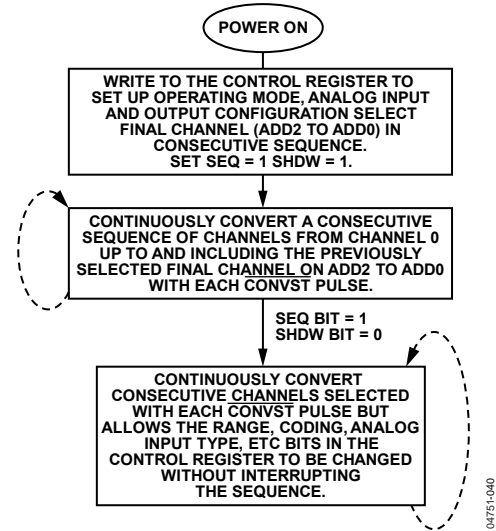 POWER ON
WRITE TO THE CONTROL REGISTER TO
SET UP OPERATING MODE, ANALOG INPUT
AND OUTPUT CONFIGURATION SELECT
FINAL CHANNEL (ADD2 TO ADD0) IN
CONSECUTIVE SEQUENCE.
SET SEQ = 1 SHDW = 1.
CONTINUOUSLY CONVERT A CONSECUTIVE
SEQUENCE OF CHANNELS FROM CHANNEL 0
UP TO AND INCLUDING THE PREVIOUSLY
SELECTED FINAL CHANNEL ON ADD2 TO ADD0
WITH EACH CONVST PULSE.
SEQ BIT = 1
SHDW BIT = 0
CONTINUOUSLY CONVERT
CONSECUTIVE CHANNELS SELECTED
WITH EACH CONVST PULSE BUT
ALLOWS THE RANGE, CODING, ANALOG
INPUT TYPE, ETC BITS IN THE
CONTROL REGISTER TO BE CHANGED
WITHOUT INTERRUPTING
THE SEQUENCE.
04751-040